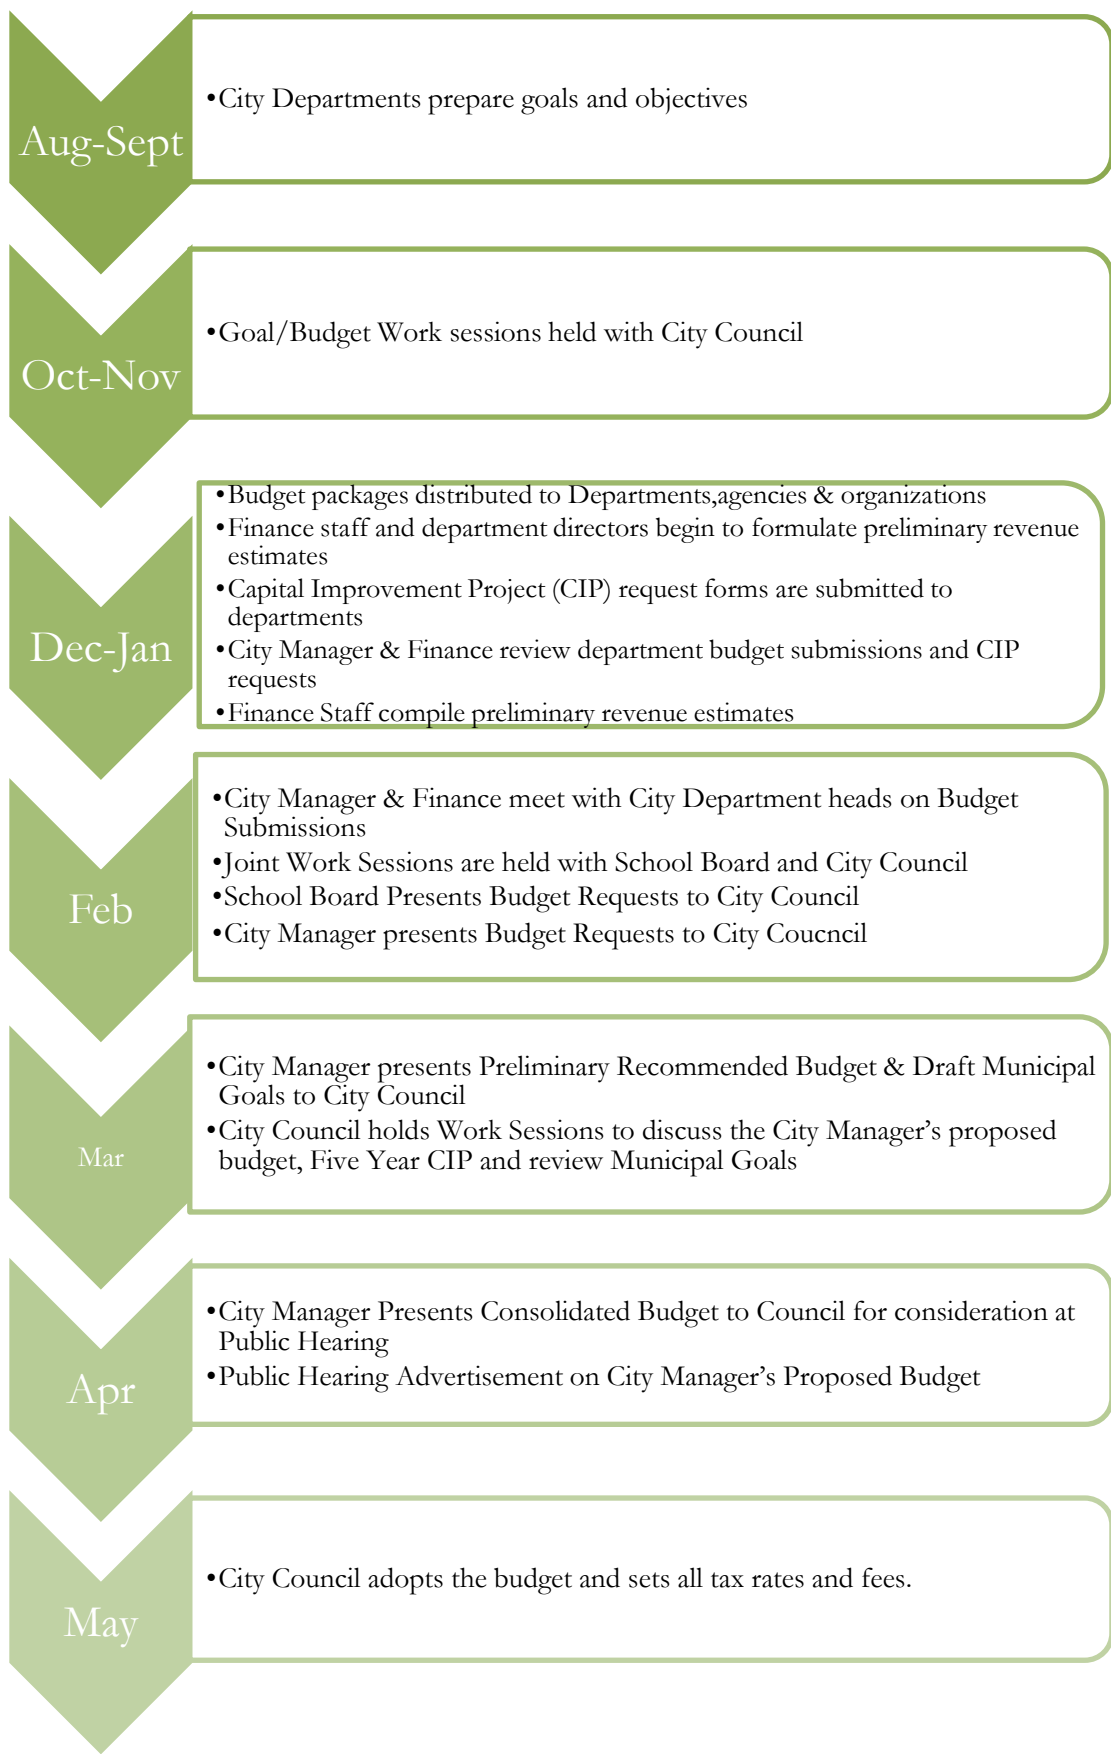 Aug-Sept
•City Departments prepare goals and objectives
Oct-Nov
•Goal/Budget Work sessions held with City Council
Dec-Jan
•Budget packages distributed to Departments,agencies & organizations
•Finance staff and department directors begin to formulate preliminary revenue
estimates
•Capital Improvement Project (CIP) request forms are submitted to
departments
•City Manager & Finance review department budget submissions and CIP
requests
•Finance Staff compile preliminary revenue estimates
Feb
•City Manager & Finance meet with City Department heads on Budget
Submissions
•Joint Work Sessions are held with School Board and City Council
•School Board Presents Budget Requests to City Council
•City Manager presents Budget Requests to City Coucncil
Mar
•City Manager presents Preliminary Recommended Budget & Draft Municipal
Goals to City Council
•City Council holds Work Sessions to discuss the City Manager’s proposed
budget, Five Year CIP and review Municipal Goals
Apr
•City Manager Presents Consolidated Budget to Council for consideration at
Public Hearing
•Public Hearing Advertisement on City Manager’s Proposed Budget
May
•City Council adopts the budget and sets all tax rates and fees.